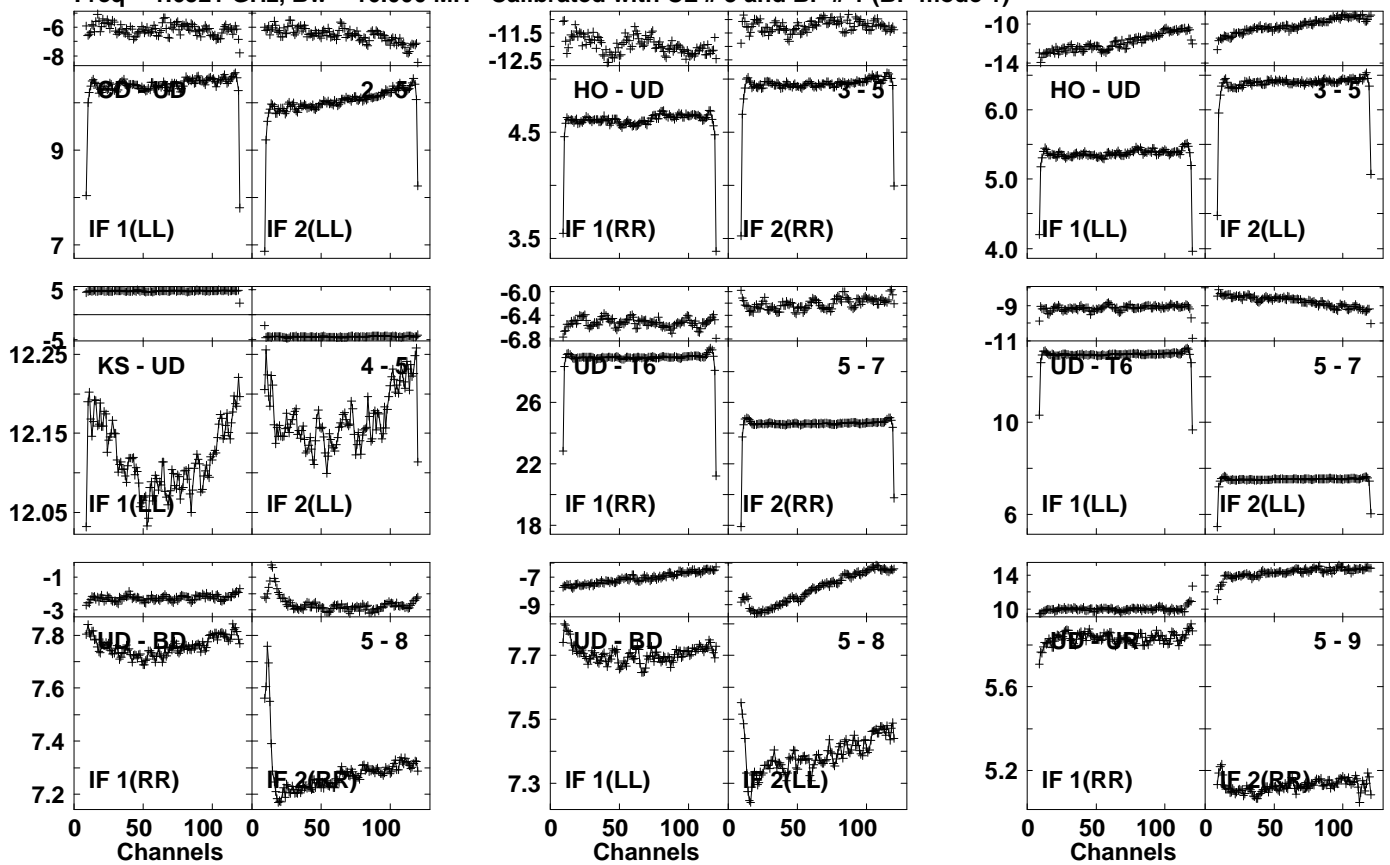 -6
-8
9
7
CD - UD
2 - 5
IF 1(LL)
IF 2(LL)
-11.5
-12.5
4.5
3.5
HO - UD
3 - 5
IF 1(RR)
IF 2(RR)
-10
-14
6.0
5.0
4.0
HO - UD
3 - 5
IF 1(LL)
IF 2(LL)
5
-5
12.25
12.15
12.05
KS - UD
4 - 5
IF 1(LL)
IF 2(LL)
-6.0
-6.4
-6.8
26
24
22
18
UD - T6
5 - 7
IF 1(RR)
IF 2(RR)
-9
-11
10
6
UD - T6
5 - 7
IF 1(LL)
IF 2(LL)
-1
-3
7.8
7.6
7.4
7.2
UD - BD
5 - 8
IF 1(RR)
IF 2(RR)
0 50 100 0 50 100
Channels
-7
-9
7.7
7.5
7.3
UD - BD
5 - 8
IF 1(LL)
IF 2(LL)
0 50 100 0 50 100
Channels
14
10
5.6
5.2
UD - UR
5 - 9
IF 1(RR)
IF 2(RR)
0 50 100 0 50 100
Channels